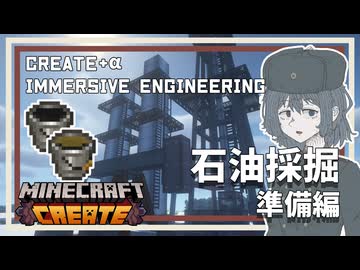 CREATE+α
IMMERSIVE ENGINEERING
石油採掘
準備編
MINECRAFT
CREATE